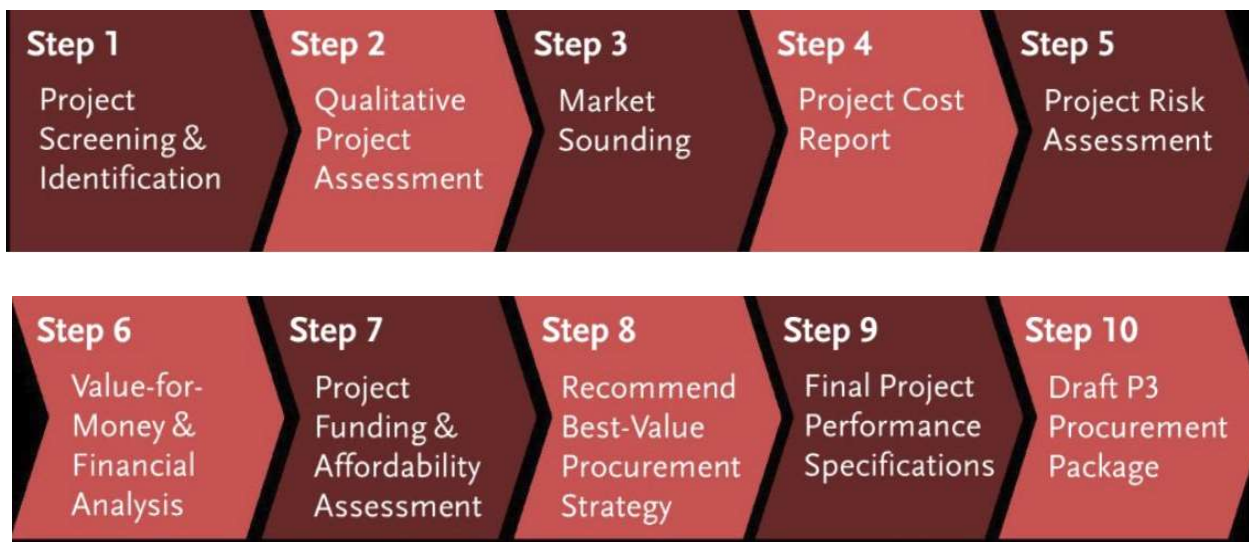 Step 1
Project
Screening &
Identification
Step 2
Qualitative
Project
Assessment
Step 3
Market
Sounding
Step 4
Project Cost
Report
Step 5
Project Risk
Assessment
Step 6
Value-for-
Money &
Financial
Analysis
Step 7
Project
Funding &
Affordability
Assessment
Step 8
Recommend
Best-Value
Procurement
Strategy
Step 9
Final Project
Performance
Specifications
Step 10
Draft P3
Procurement
Package